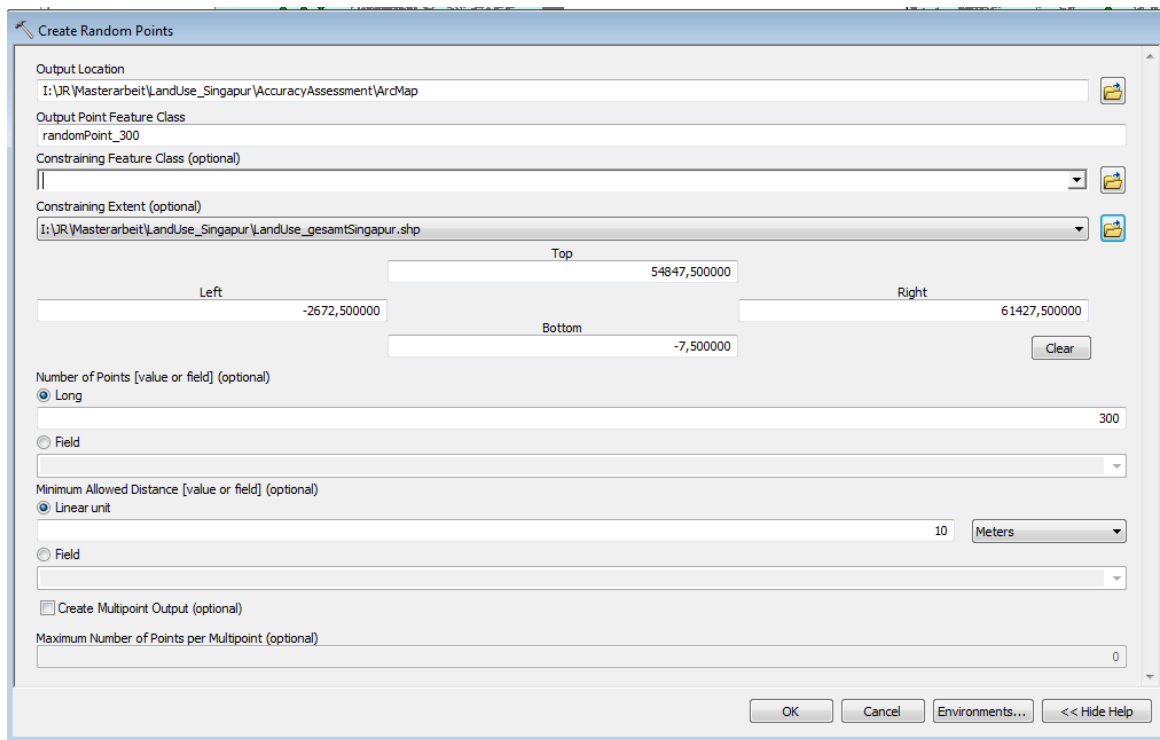 Create Random Points
Output Location
I:\JR\Masterarbeit\LandUse_Singapur\AccuracyAssessment\ArcMap
Output Point Feature Class
randomPoint_300
Constraining Feature Class (optional)
Constraining Extent (optional)
I:\JR\Masterarbeit\LandUse_Singapur\LandUse_gesamtSingapur.shp
Top
54847,500000
Left
Right
-2672,500000
61427,500000
Bottom
-7,500000
Clear
Number of Points [value or field] (optional)
Long
300
Field
Minimum Allowed Distance [value or field] (optional)
Linear unit
10 Meters
Field
Create Multipoint Output (optional)
Maximum Number of Points per Multipoint (optional)
0
OK Cancel Environments... << Hide Help